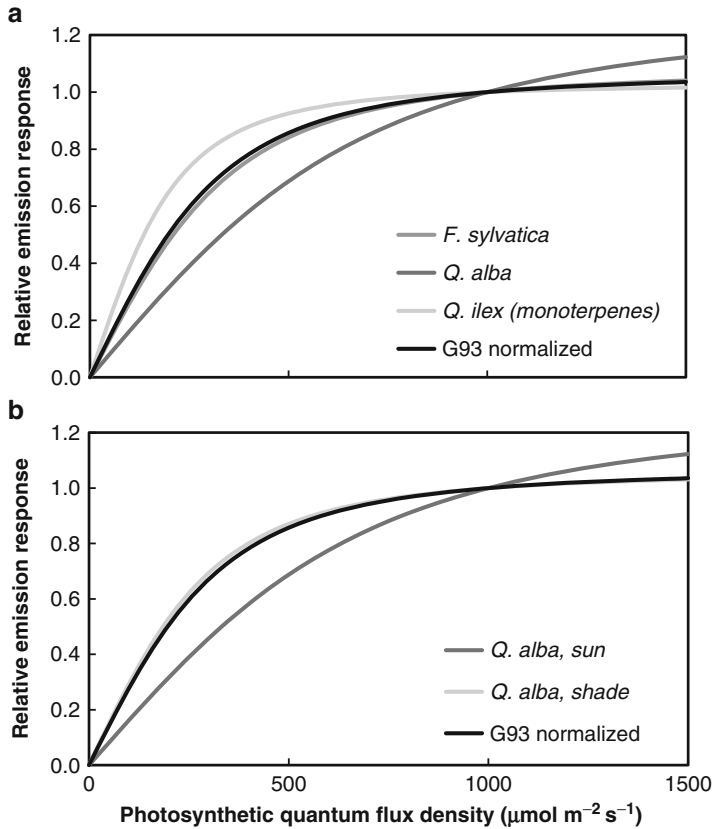 a
1.2
1.0
0.8
0.6
0.4
0.2
0.0
Relative emission response
F. sylvatica
Q. alba
Q. ilex (monoterpenes)
G93 normalized
500
1000
1500
b
1.2
1.0
0.8
0.6
0.4
0.2
0.0
Relative emission response
Q. alba, sun
Q. alba, shade
G93 normalized
0
500
1000
1500
Photosynthetic quantum flux density (μmol m−2 s−1)